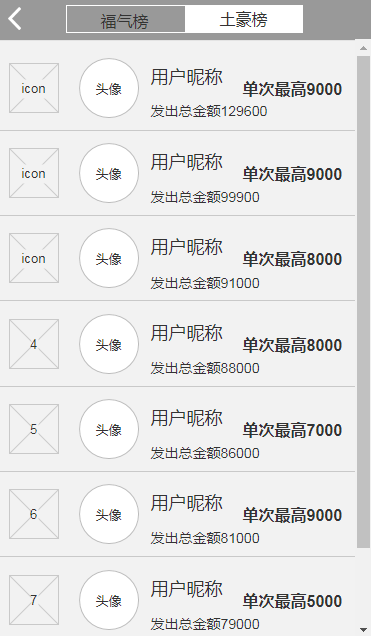 福气榜 土豪榜
icon 头像 用户昵称 单次最高9000
发出总金额129600
icon 头像 用户昵称 单次最高9000
发出总金额99900
icon 头像 用户昵称 单次最高8000
发出总金额91000
4 头像 用户昵称 单次最高8000
发出总金额88000
5 头像 用户昵称 单次最高7000
发出总金额86000
6 头像 用户昵称 单次最高9000
发出总金额81000
7 头像 用户昵称 单次最高5000
发出总金额79000